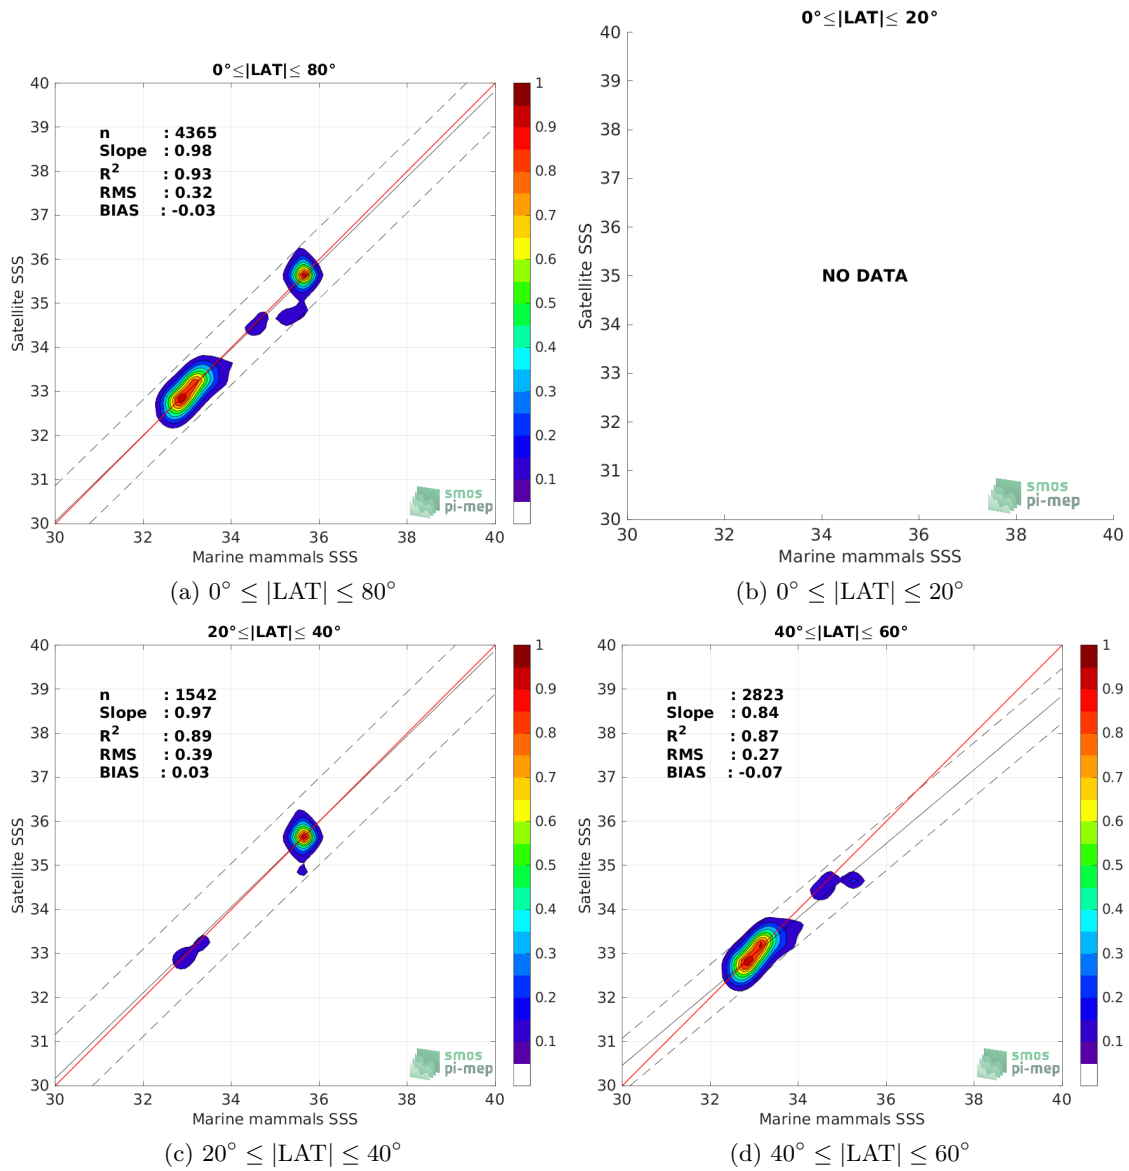 0°≤|LAT|≤ 80°
40
39
38
37
36
35
34
33
32
31
30
Satellite SSS
n : 4365
Slope : 0.98
R² : 0.93
RMS : 0.32
BIAS : -0.03
smos
pi-mep
30 32 34 36 38 40
Marine mammals SSS
1
0.9
0.8
0.7
0.6
0.5
0.4
0.3
0.2
0.1
(a) 0° ≤ |LAT| ≤ 80°
0°≤|LAT|≤ 20°
40
39
38
37
36
35
34
33
32
31
30
Satellite SSS
NO DATA
smos
pi-mep
30 32 34 36 38 40
Marine mammals SSS
(b) 0° ≤ |LAT| ≤ 20°
20°≤|LAT|≤ 40°
40
39
38
37
36
35
34
33
32
31
30
Satellite SSS
n : 1542
Slope : 0.97
R² : 0.89
RMS : 0.39
BIAS : 0.03
smos
pi-mep
30 32 34 36 38 40
Marine mammals SSS
1
0.9
0.8
0.7
0.6
0.5
0.4
0.3
0.2
0.1
(c) 20° ≤ |LAT| ≤ 40°
40°≤|LAT|≤ 60°
40
39
38
37
36
35
34
33
32
31
30
Satellite SSS
n : 2823
Slope : 0.84
R² : 0.87
RMS : 0.27
BIAS : -0.07
smos
pi-mep
30 32 34 36 38 40
Marine mammals SSS
1
0.9
0.8
0.7
0.6
0.5
0.4
0.3
0.2
0.1
(d) 40° ≤ |LAT| ≤ 60°